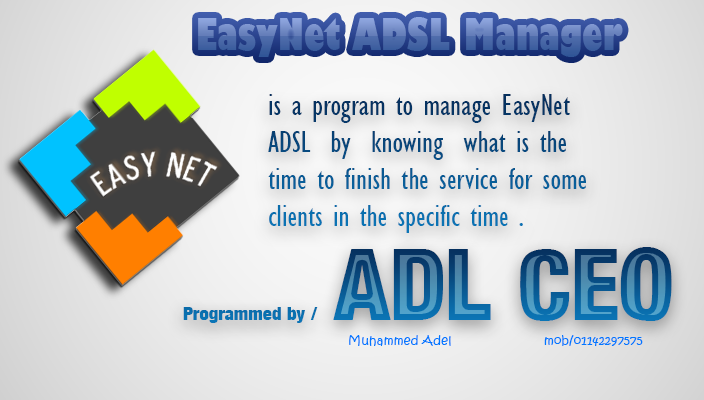 EasyNet ADSL Manager
EASY NET
is a program to manage EasyNet
ADSL by knowing what is the
time to finish the service for some
clients in the specific time .
Programmed by / ADL CEO
Muhammed Adel mob/01142297575